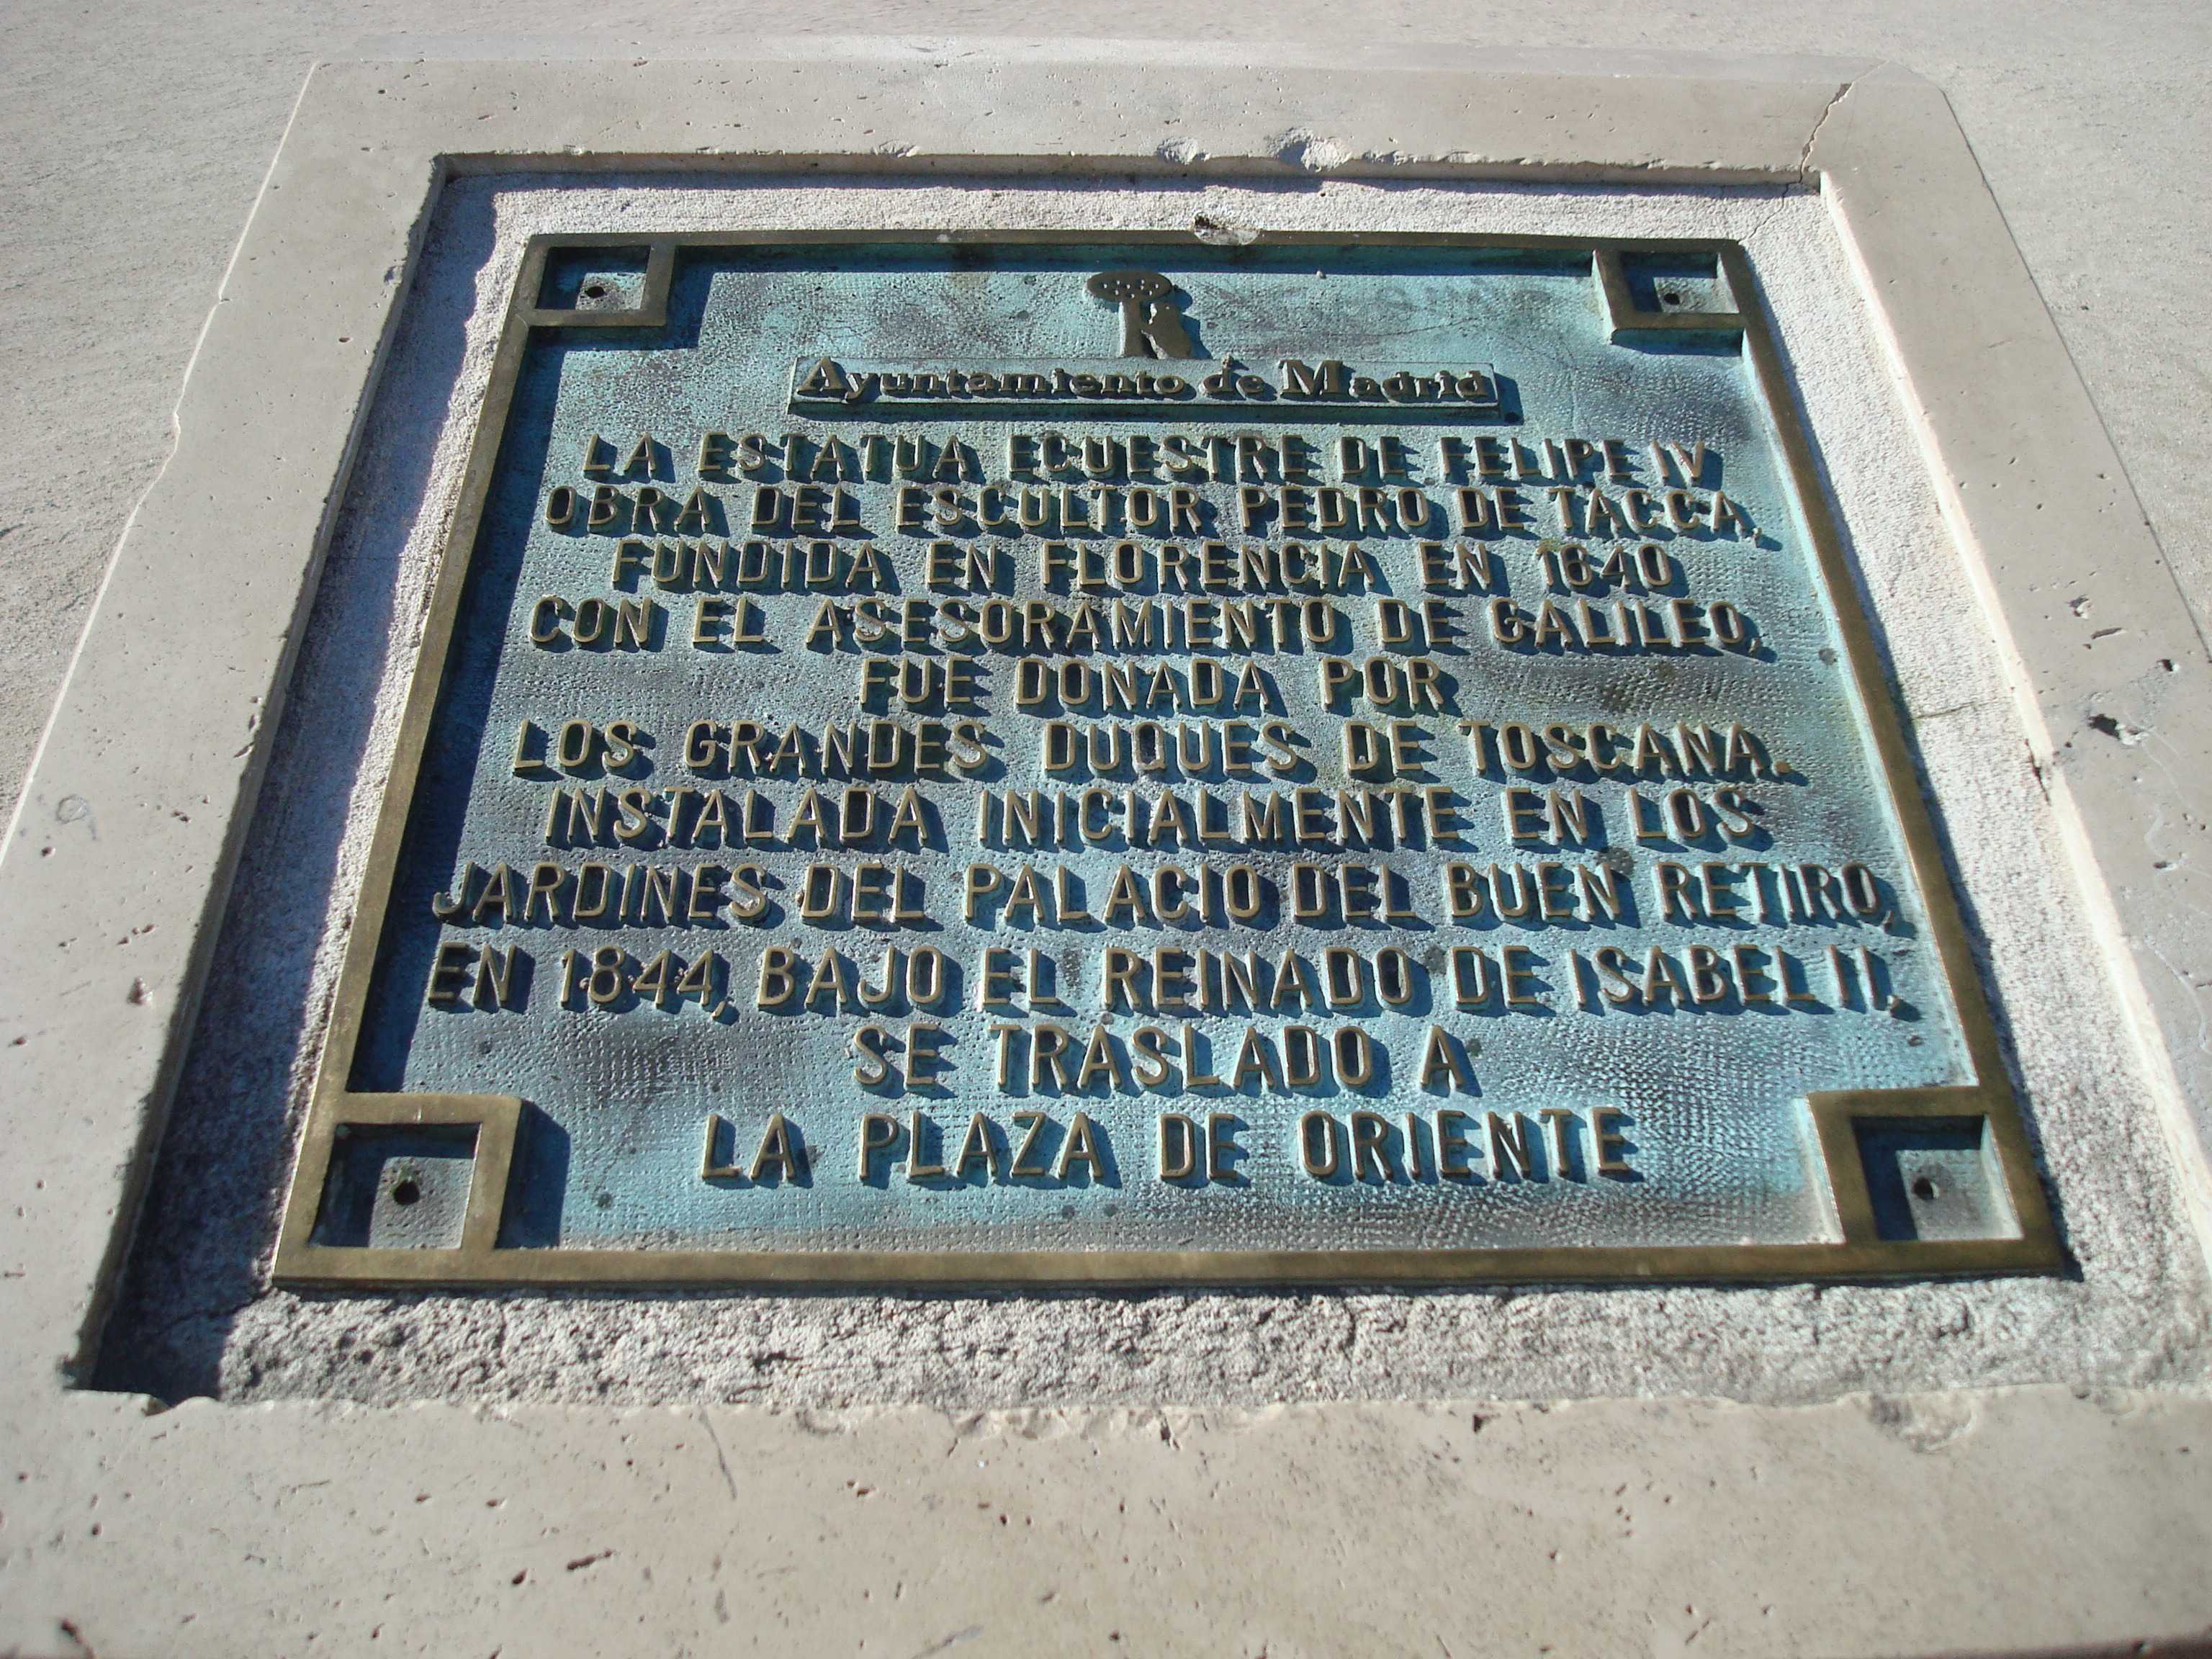 Ayuntamiento de Madrid
LA ESTATUA ECUESTRE DE FELIPE IV
OBRA DEL ESCULTOR PEDRO DE TACCA,
FUNDIDA EN FLORENCIA EN 1640
CON EL ASESORAMIENTO DE GALILEO,
FUE DONADA POR
LOS GRANDES DUQUES DE TOSCANA.
INSTALADA INICIALMENTE EN LOS
JARDINES DEL PALACIO DEL BUEN RETIRO,
EN 1844, BAJO EL REINADO DE ISABEL II,
SE TRASLADO A
LA PLAZA DE ORIENTE